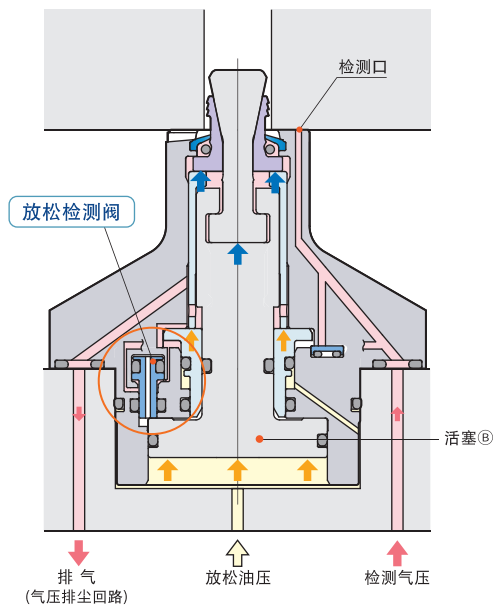 检测口
放松检测阀
活塞Ⓑ
排 气
(气压排尘回路)
放松油压
检测气压